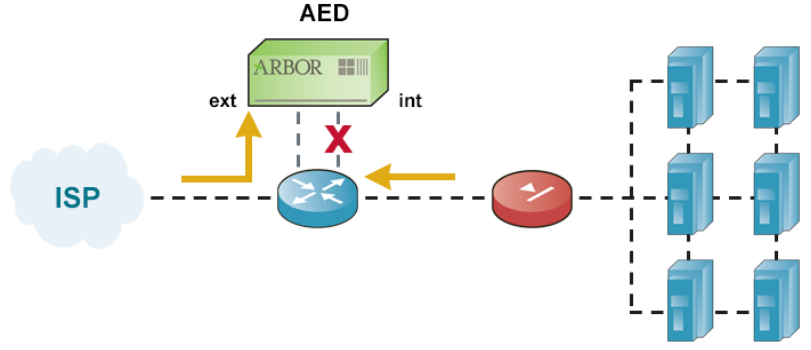 AED
ARBOR
ext
int
X
ISP